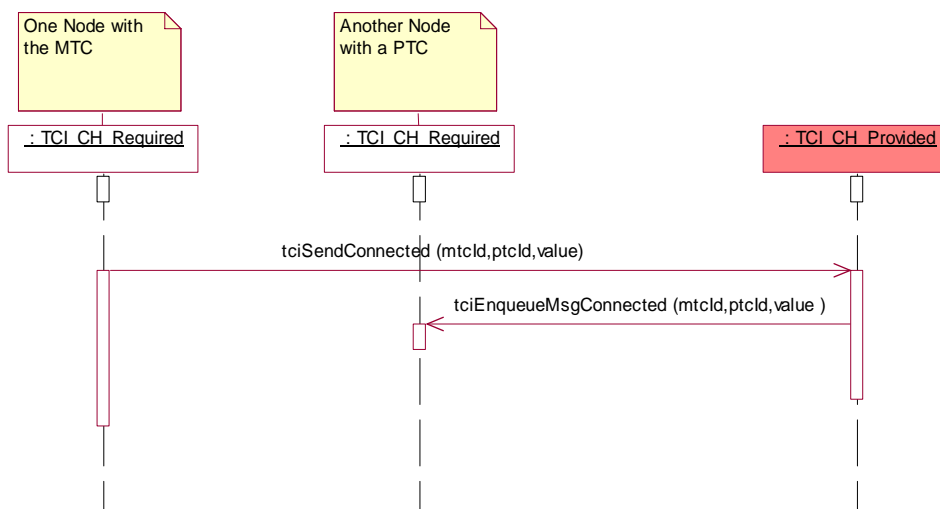 One Node with
the MTC
Another Node
with a PTC
: TCI_CH_Required
: TCI_CH_Required
: TCI_CH_Provided
tciSendConnected (mtcId,ptcId,value)
tciEnqueueMsgConnected (mtcId,ptcId,value )